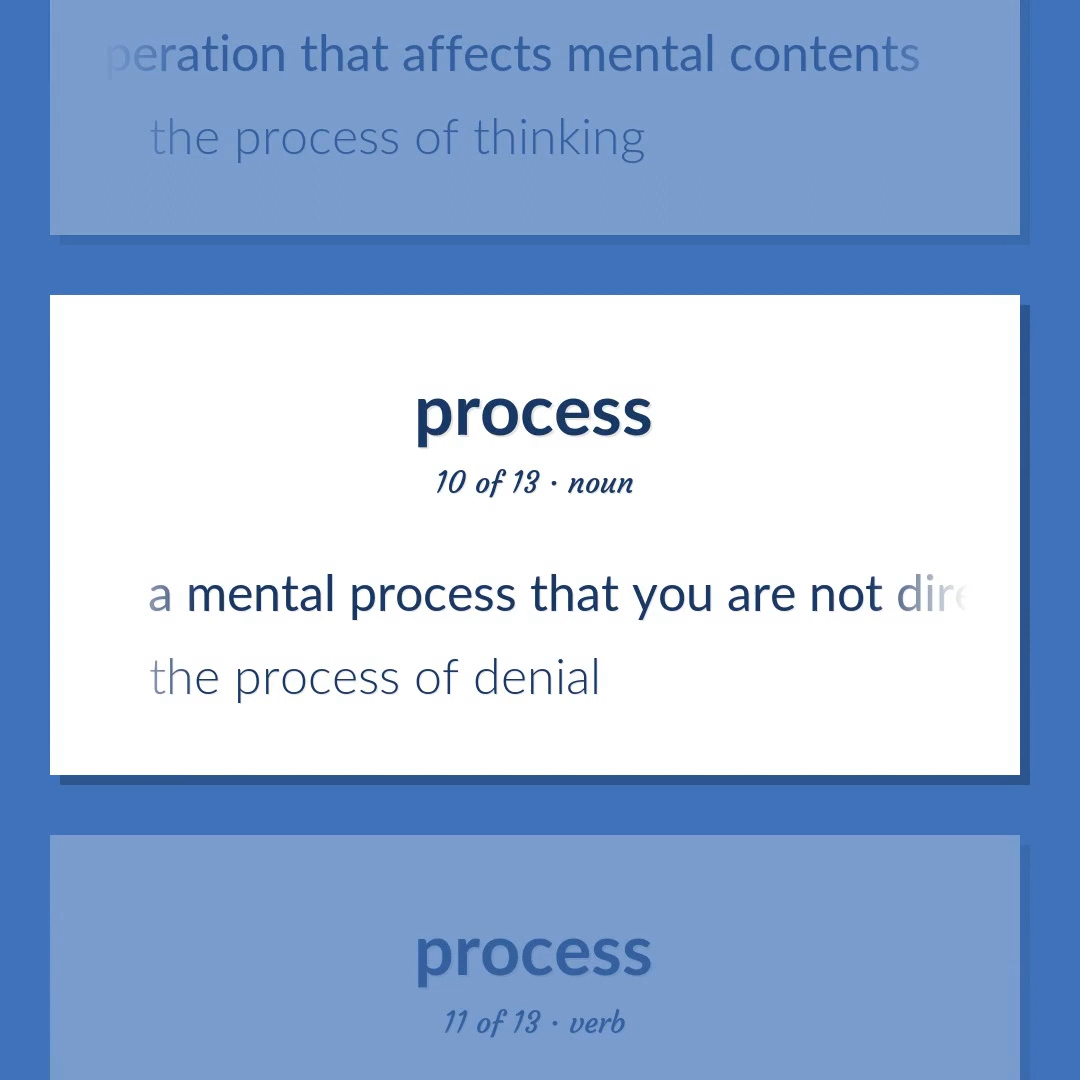 peration that affects mental contents
the process of thinking
process
10 of 13 · noun
a mental process that you are not dire
the process of denial
process
11 of 13 · verb